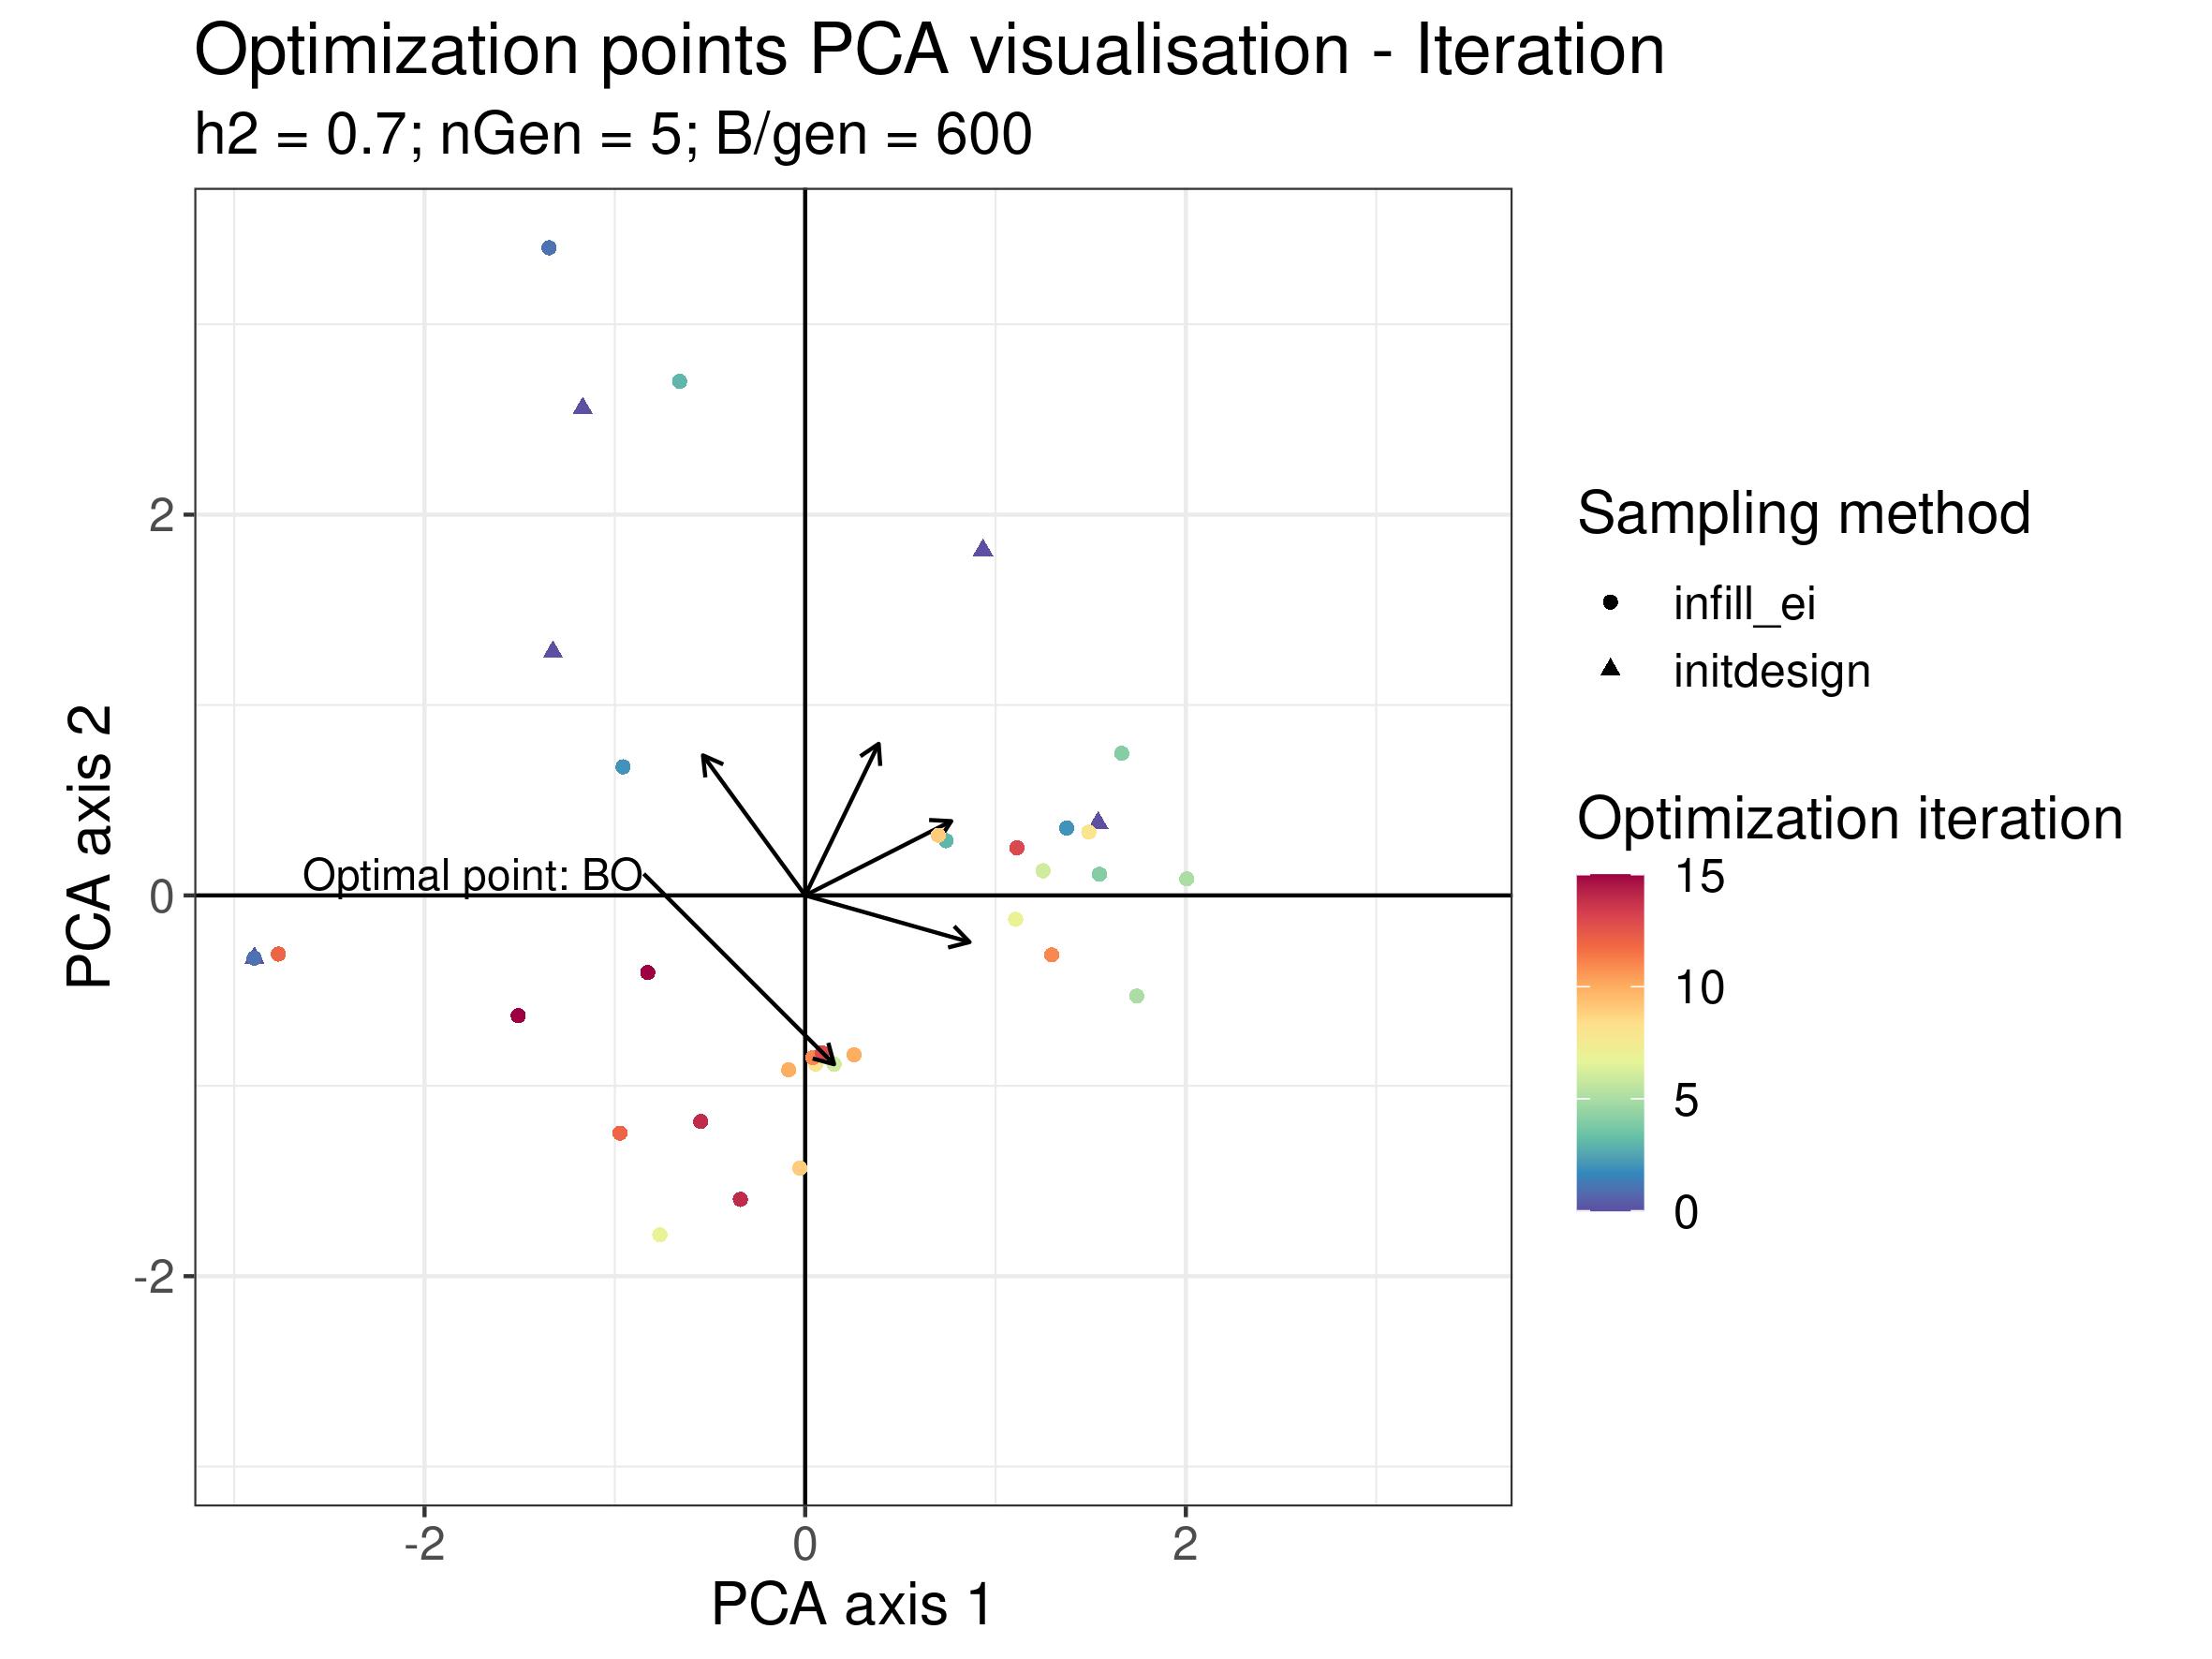 Optimization points PCA visualisation - Iteration
h2 = 0.7; nGen = 5; B/gen = 600
PCA axis 2
2
0
-2
Optimal point: BO
-2
0
2
PCA axis 1
Sampling method
infill_ei
initdesign
Optimization iteration
15
10
5
0